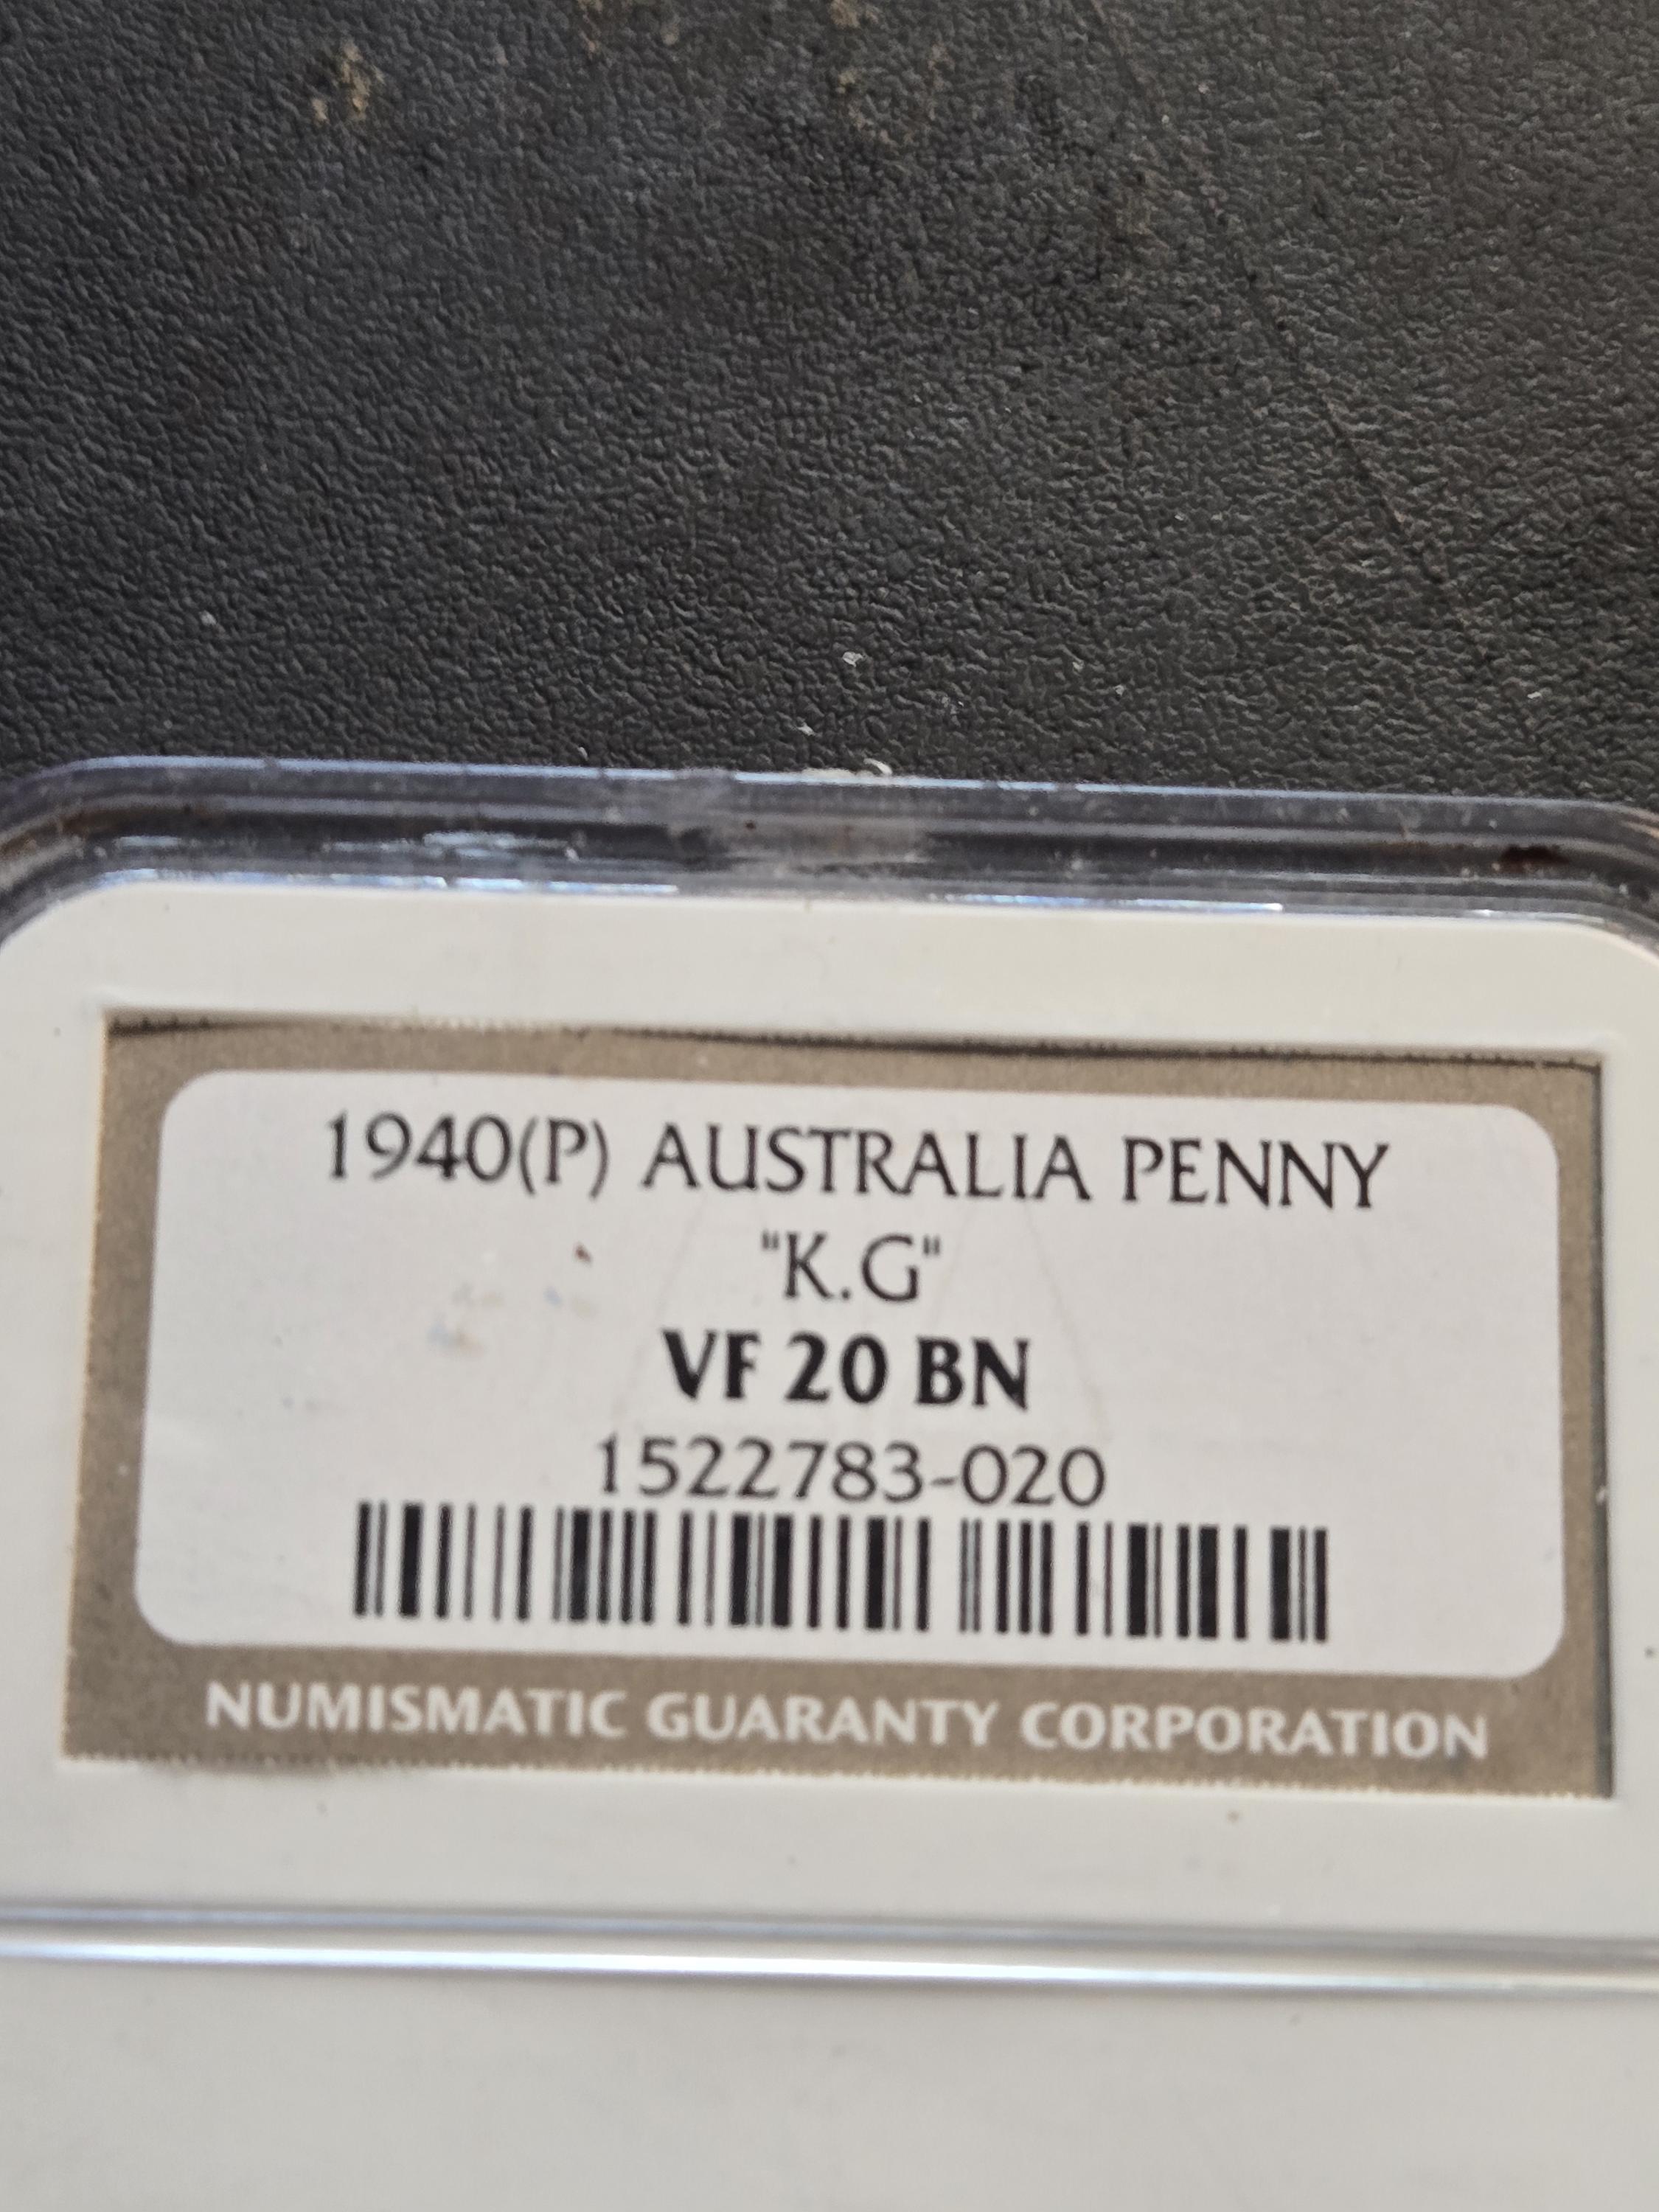 1940(P) AUSTRALIA PENNY
"K.G"
VF 20 BN
1522783-020
NUMISMATIC GUARANTY CORPORATION